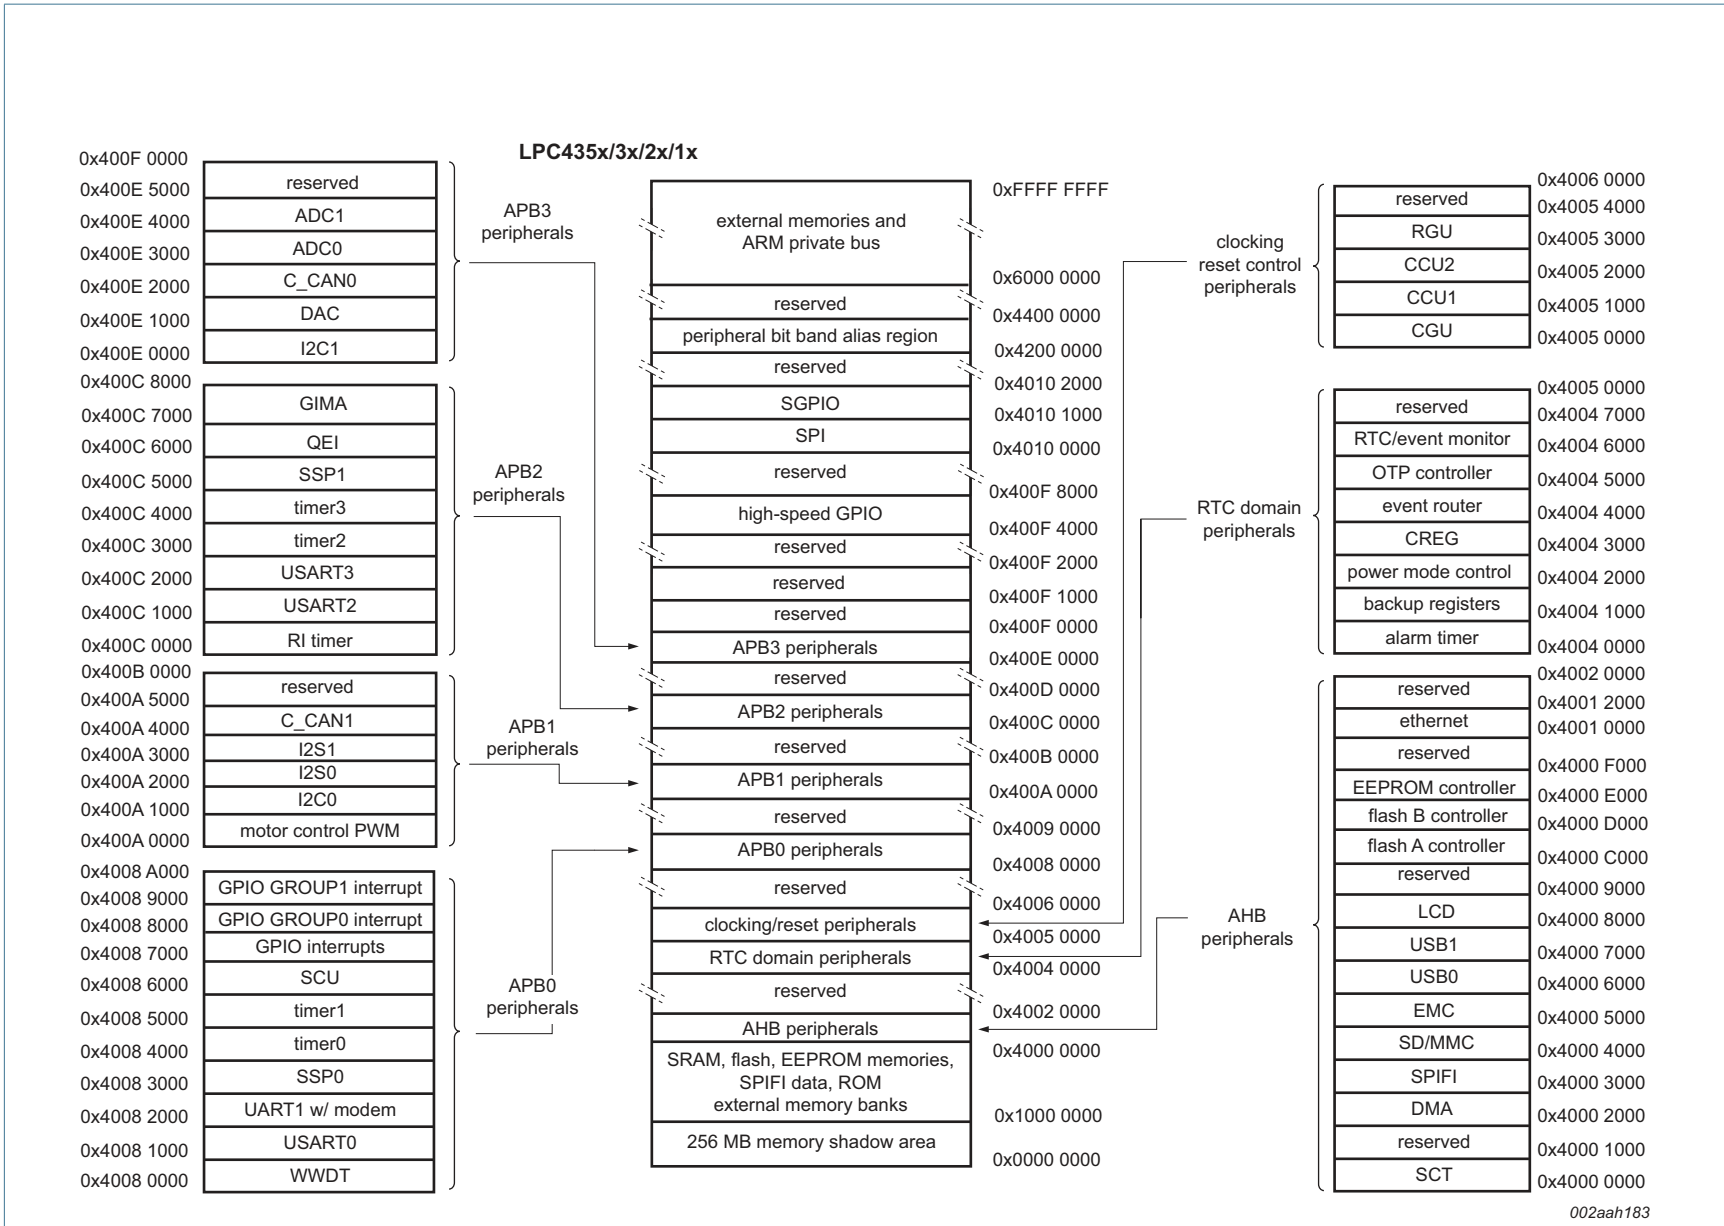 LPC435x/3x/2x/1x
0x400F 0000
reserved
0x400E 5000
ADC1
0x400E 4000
ADC0
0x400E 3000
C_CAN0
0x400E 2000
DAC
0x400E 1000
I2C1
0x400E 0000
APB3
peripherals
0x400C 8000
GIMA
0x400C 7000
QEI
0x400C 6000
SSP1
0x400C 5000
timer3
0x400C 4000
timer2
0x400C 3000
USART3
0x400C 2000
USART2
0x400C 1000
RI timer
0x400C 0000
APB2
peripherals
0x400B 0000
reserved
0x400A 5000
C_CAN1
0x400A 4000
I2S1
0x400A 3000
I2S0
0x400A 2000
I2C0
0x400A 1000
motor control PWM
0x400A 0000
APB1
peripherals
0x4008 A000
GPIO GROUP1 interrupt
0x4008 9000
GPIO GROUP0 interrupt
0x4008 8000
GPIO interrupts
0x4008 7000
SCU
0x4008 6000
timer1
0x4008 5000
timer0
0x4008 4000
SSP0
0x4008 3000
UART1 w/ modem
0x4008 2000
USART0
0x4008 1000
WWDT
0x4008 0000
APB0
peripherals
0xFFFF FFFF
external memories and
ARM private bus
0x6000 0000
reserved
0x4400 0000
peripheral bit band alias region
0x4200 0000
reserved
0x4010 2000
SGPIO
0x4010 1000
SPI
0x4010 0000
reserved
0x400F 8000
high-speed GPIO
0x400F 4000
reserved
0x400F 2000
reserved
0x400F 1000
reserved
0x400F 0000
APB3 peripherals
0x400E 0000
reserved
0x400D 0000
APB2 peripherals
0x400C 0000
reserved
0x400B 0000
APB1 peripherals
0x400A 0000
reserved
0x4009 0000
APB0 peripherals
0x4008 0000
reserved
0x4006 0000
clocking/reset peripherals
0x4005 0000
RTC domain peripherals
0x4004 0000
reserved
0x4002 0000
AHB peripherals
0x4000 0000
SRAM, flash, EEPROM memories,
SPIFI data, ROM
external memory banks
0x1000 0000
256 MB memory shadow area
0x0000 0000
clocking
reset control
peripherals
0x4006 0000
reserved
0x4005 4000
RGU
0x4005 3000
CCU2
0x4005 2000
CCU1
0x4005 1000
CGU
0x4005 0000
RTC domain
peripherals
0x4005 0000
reserved
0x4004 7000
RTC/event monitor
0x4004 6000
OTP controller
0x4004 5000
event router
0x4004 4000
CREG
0x4004 3000
power mode control
0x4004 2000
backup registers
0x4004 1000
alarm timer
0x4004 0000
AHB
peripherals
0x4002 0000
reserved
0x4001 2000
ethernet
0x4001 0000
reserved
0x4000 F000
EEPROM controller
0x4000 E000
flash B controller
0x4000 D000
flash A controller
0x4000 C000
reserved
0x4000 9000
LCD
0x4000 8000
USB1
0x4000 7000
USB0
0x4000 6000
EMC
0x4000 5000
SD/MMC
0x4000 4000
SPIFI
0x4000 3000
DMA
0x4000 2000
reserved
0x4000 1000
SCT
0x4000 0000
002aah183